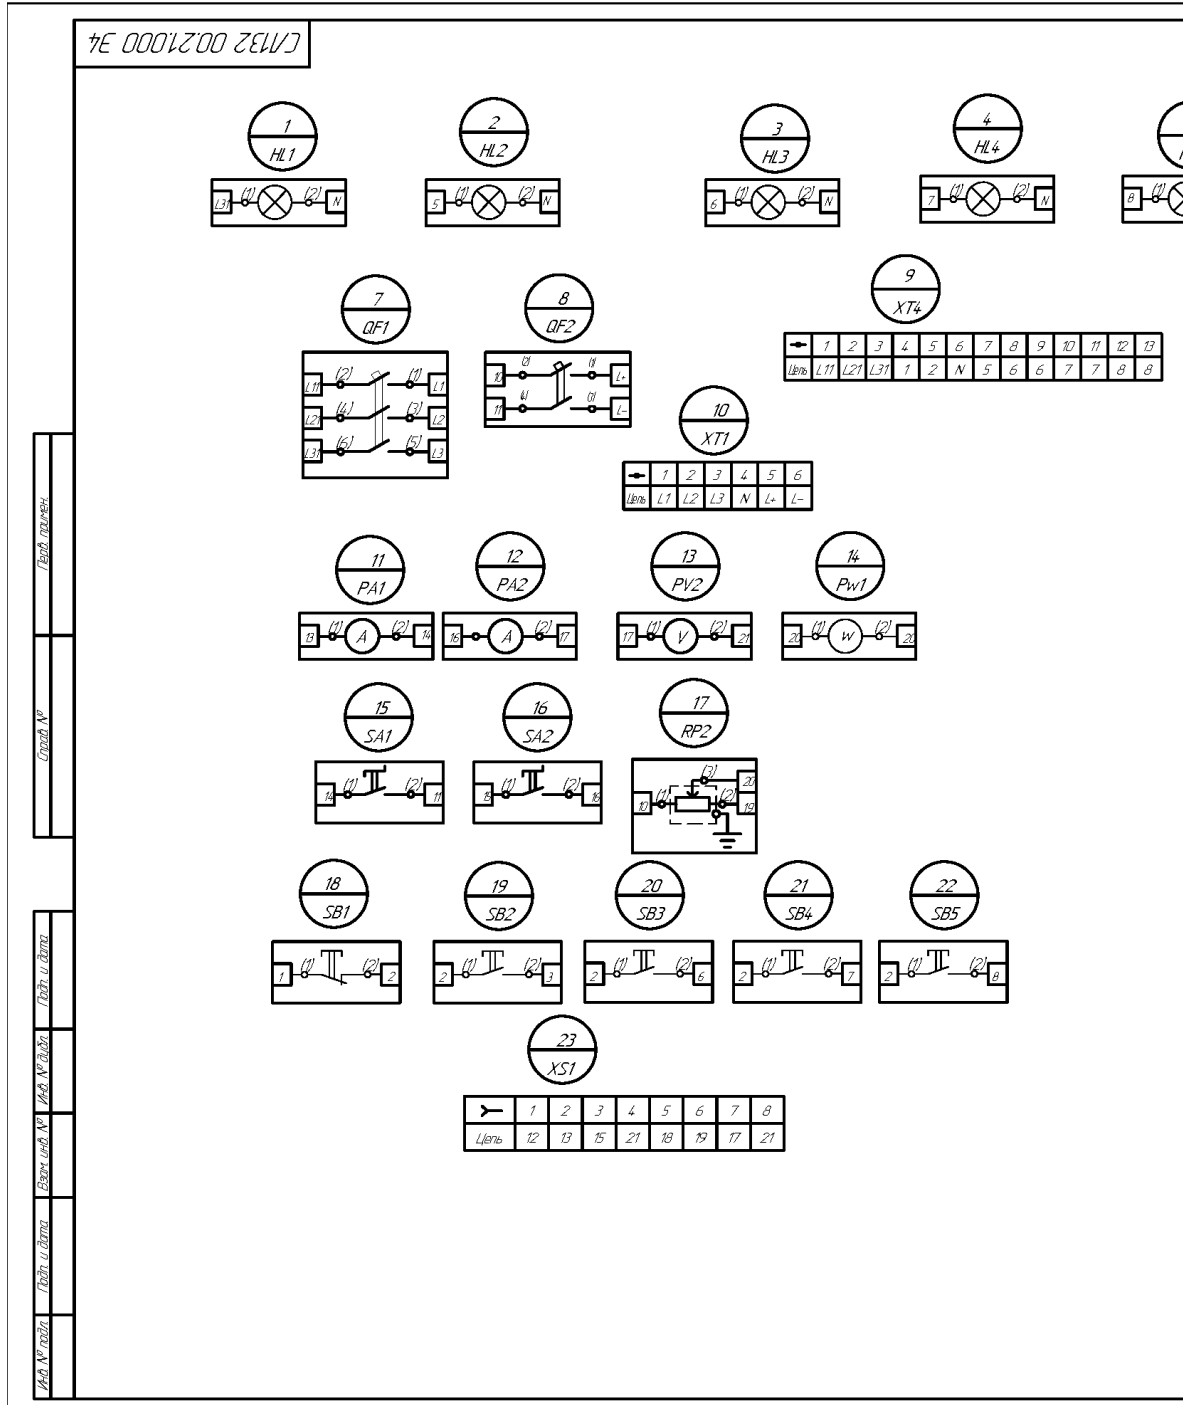 СЛ132 00.21.000 Э4
1
HL1
2
HL2
3
HL3
4
HL4
L31 (1) (2) N
5 (1) (2) N
6 (1) (2) N
7 (1) (2) N
8 (1)
7
QF1
8
QF2
9
XT4
L11 (2) (1) L1
L21 (4) (3) L2
L31 (6) (5) L3
10 (2) (1) L+
11 (4) (3) L-
1 2 3 4 5 6 7 8 9 10 11 12 13
Цепь L11 L21 L31 1 2 N 5 6 6 7 7 8 8
10
XT1
1 2 3 4 5 6
Цепь L1 L2 L3 N L+ L-
11
PA1
12
PA2
13
PV2
14
Pw1
13 (1) A (2) 14
16 A (2) 17
17 (1) V (2) 21
20 (1) W (2) 20
15
SA1
16
SA2
17
RP2
14 (1) (2) 11
15 (1) (2) 16
(3) 20
10 (1) (2) 19
18
SB1
19
SB2
20
SB3
21
SB4
22
SB5
1 (1) (2) 2
2 (1) (2) 3
2 (1) (2) 6
2 (1) (2) 7
2 (1) (2) 8
23
XS1
1 2 3 4 5 6 7 8
Цепь 12 13 15 21 18 19 17 21
Перв. примен.
Справ. №
Подп. и дата
Инв. № дубл.
Взам. инв. №
Подп. и дата
Инв. № подл.